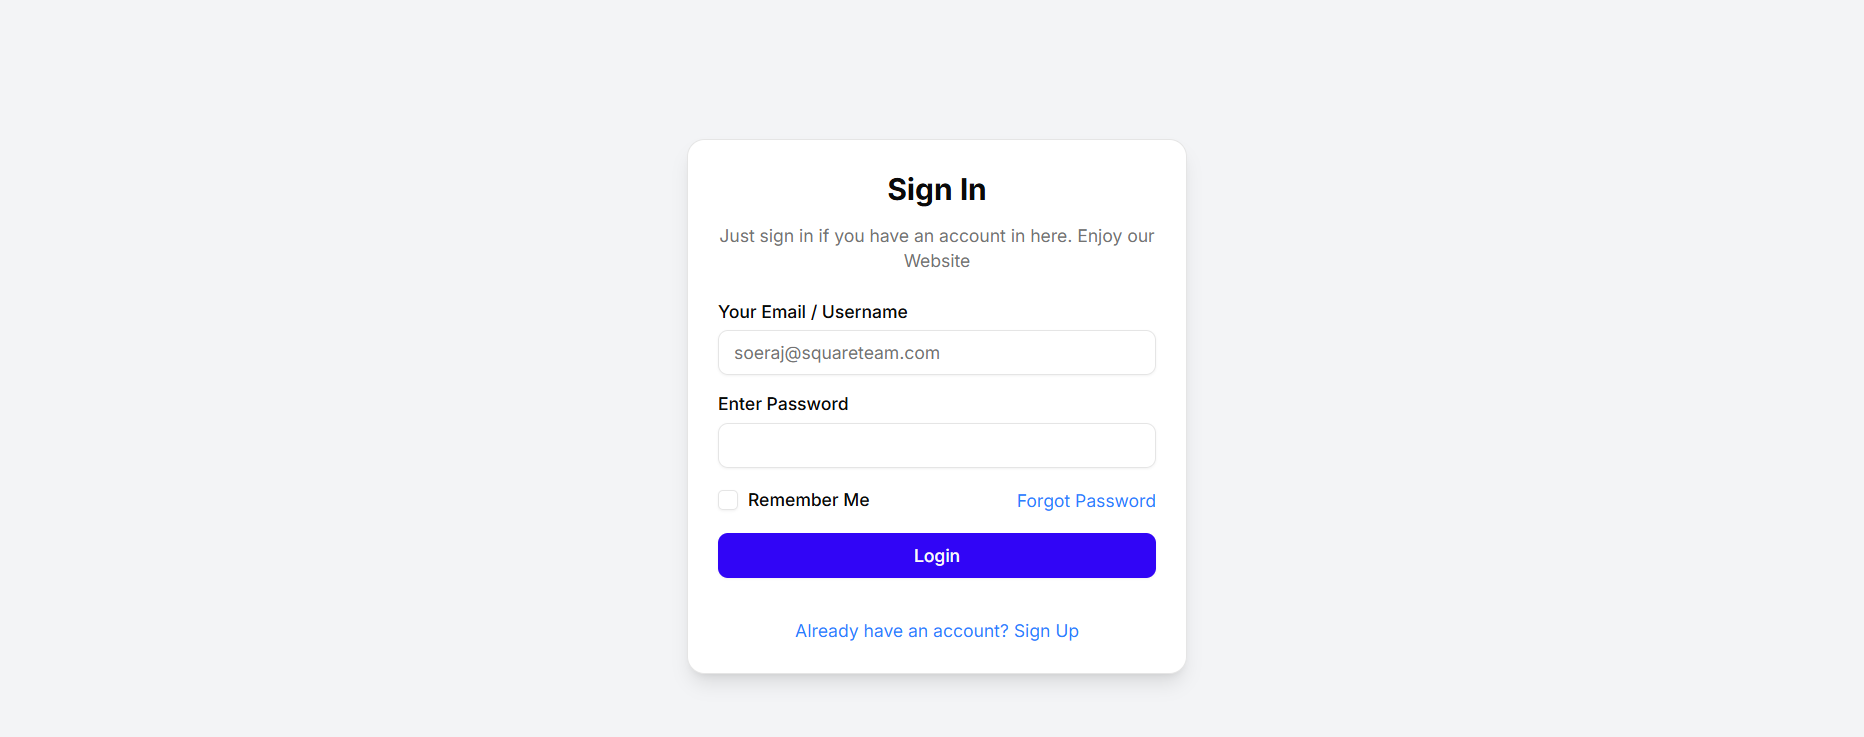 Sign In
Just sign in if you have an account in here. Enjoy our
Website
Your Email / Username
soeraj@squareteam.com
Enter Password
Remember Me
Forgot Password
Login
Already have an account? Sign Up